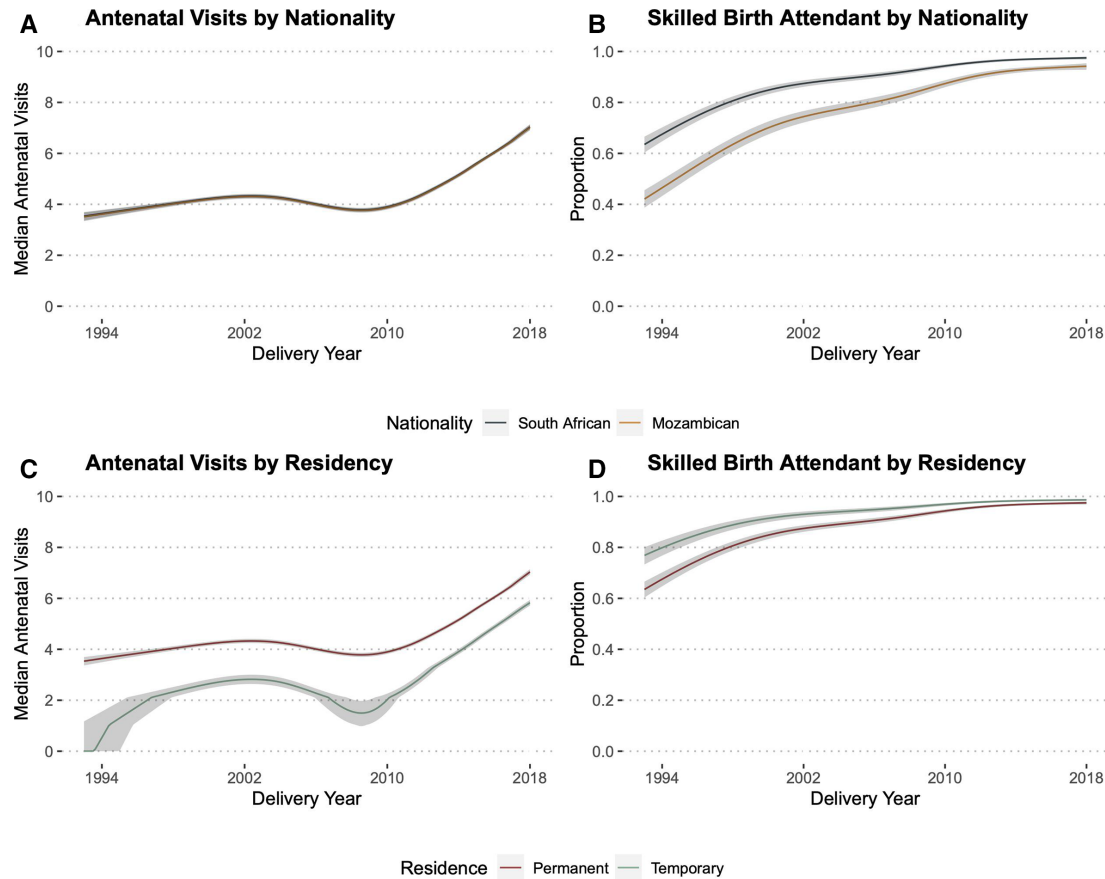 A Antenatal Visits by Nationality
Median Antenatal Visits
10
8
6
4
2
0
1994 2002 2010 2018
Delivery Year
B Skilled Birth Attendant by Nationality
Proportion
1.0
0.8
0.6
0.4
0.2
0.0
1994 2002 2010 2018
Delivery Year
Nationality South African Mozambican
C Antenatal Visits by Residency
Median Antenatal Visits
10
8
6
4
2
0
1994 2002 2010 2018
Delivery Year
D Skilled Birth Attendant by Residency
Proportion
1.0
0.8
0.6
0.4
0.2
0.0
1994 2002 2010 2018
Delivery Year
Residence Permanent Temporary